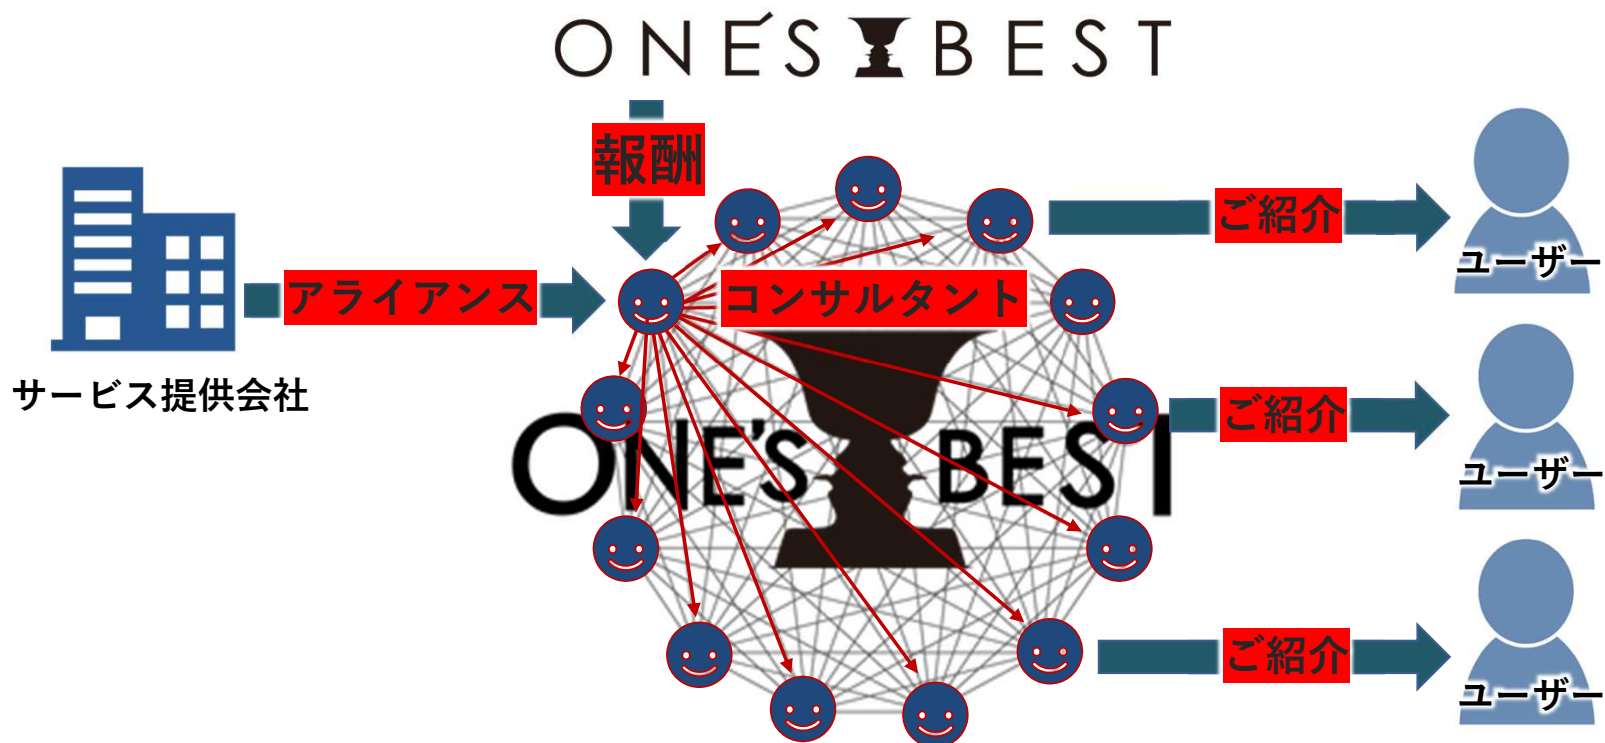 ONE'S BEST
報酬
ご紹介
ユーザー
アライアンス
コンサルタント
サービス提供会社
ご紹介
ONE'S BEST
ユーザー
ご紹介
ユーザー